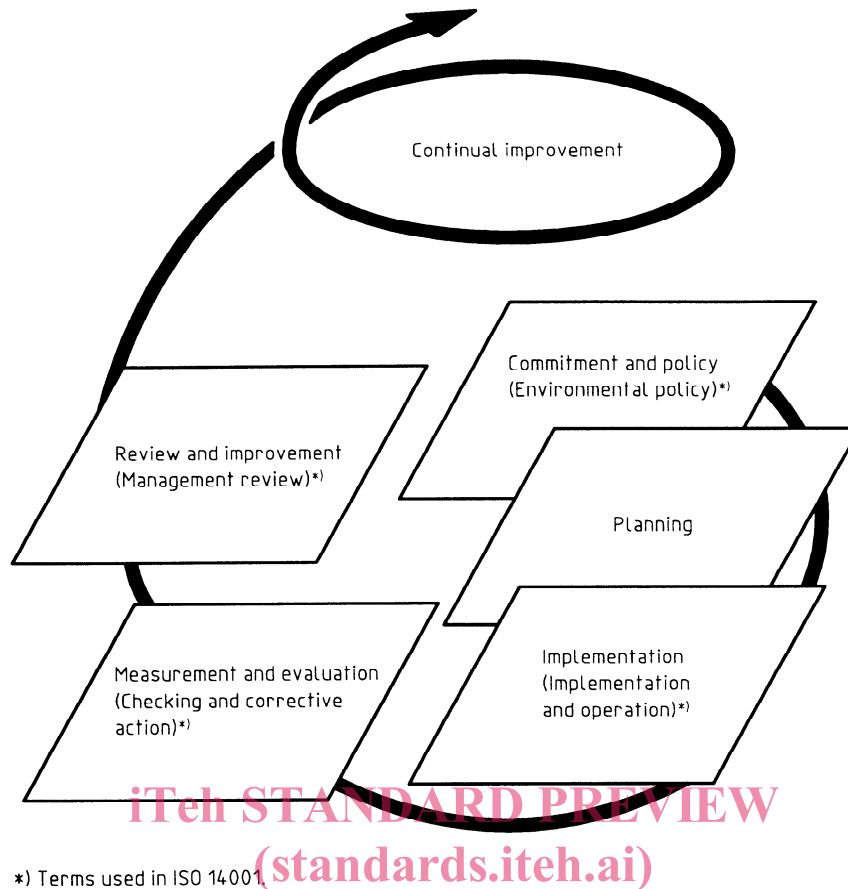 Continual improvement
Commitment and policy
(Environmental policy)*)
Planning
Implementation
(Implementation
and operation)*)
Measurement and evaluation
(Checking and corrective
action)*)
Review and improvement
(Management review)*)
iTeh STANDARD PREVIEW
(standards.iteh.ai)
*) Terms used in ISO 14001.